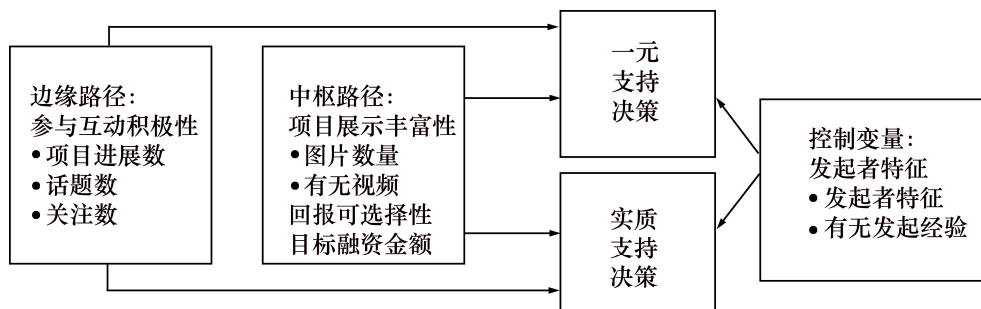 边缘路径：
参与互动积极性
●项目进展数
●话题数
●关注数
中枢路径：
项目展示丰富性
●图片数量
●有无视频
回报可选择性
目标融资金额
一元
支持
决策
实质
支持
决策
控制变量：
发起者特征
●发起者特征
●有无发起经验